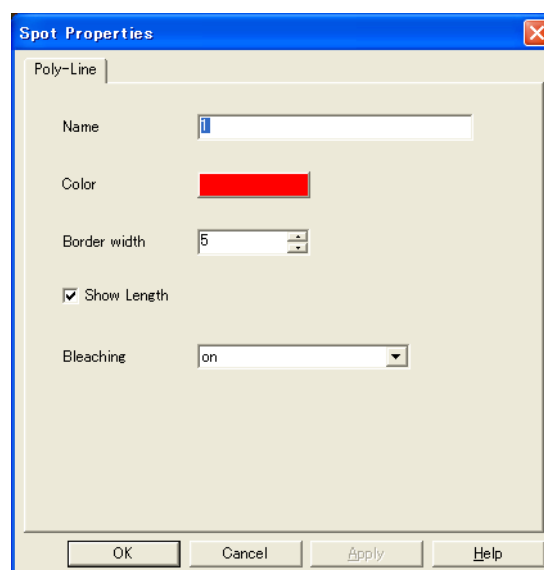 Spot Properties
Poly-Line
Name 1
Color
Border width 5
Show Length
Bleaching on
OK Cancel Apply Help